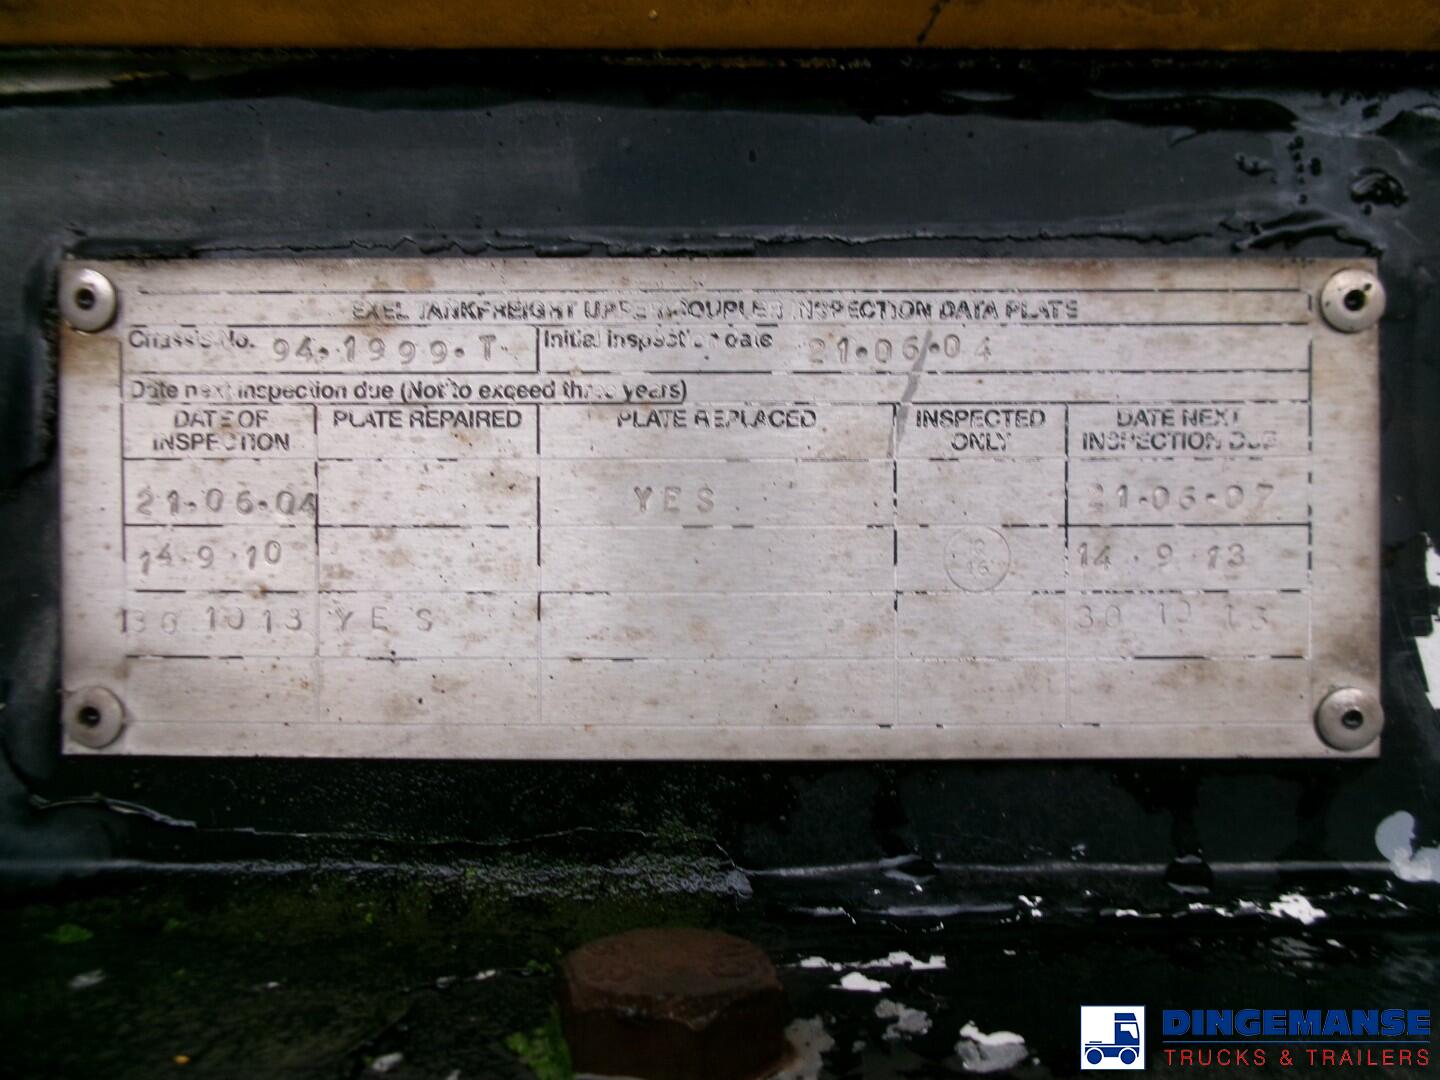 EXEL TANKFREIGHT UPPER COUPLER INSPECTION DATA PLATE
Chassis No. 94.1999.T. Initial inspection date 21.06.04
Date next inspection due (Not to exceed three years)
DATE OF INSPECTION PLATE REPAIRED PLATE REPLACED INSPECTED ONLY DATE NEXT INSPECTION DUE
21.06.04 YES 21.06.07
14.9.10 14.9.13
30 10 13 YES 30 10
DINGEMANSE
TRUCKS & TRAILERS